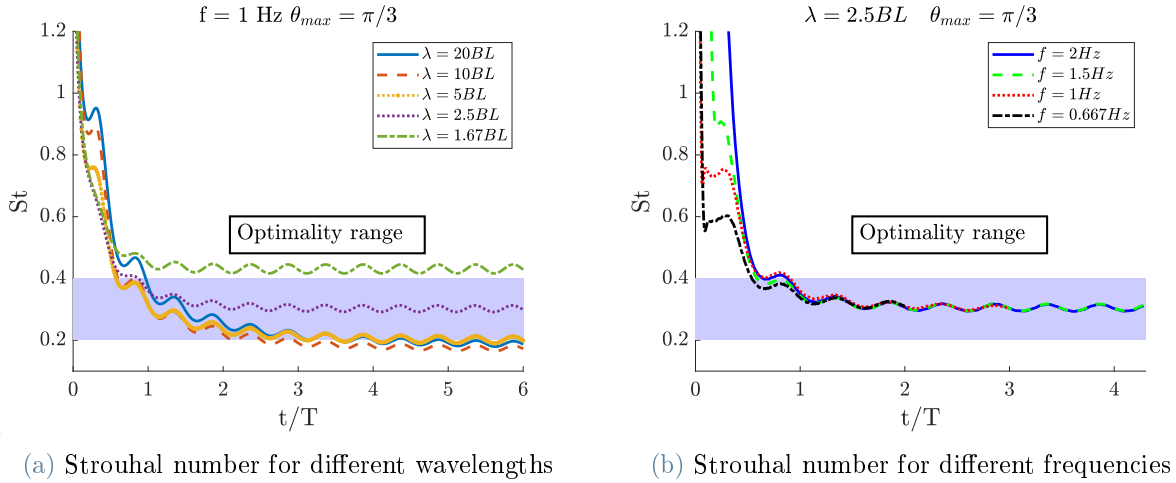 f = 1 Hz θ_max = π/3
1.2
1
0.8
0.6
0.4
0.2
St
λ = 20BL
λ = 10BL
λ = 5BL
λ = 2.5BL
λ = 1.67BL
Optimality range
0 1 2 3 4 5 6
t/T
(a) Strouhal number for different wavelengths
λ = 2.5BL θ_max = π/3
1.2
1
0.8
0.6
0.4
0.2
St
f = 2Hz
f = 1.5Hz
f = 1Hz
f = 0.667Hz
Optimality range
0 1 2 3 4
t/T
(b) Strouhal number for different frequencies